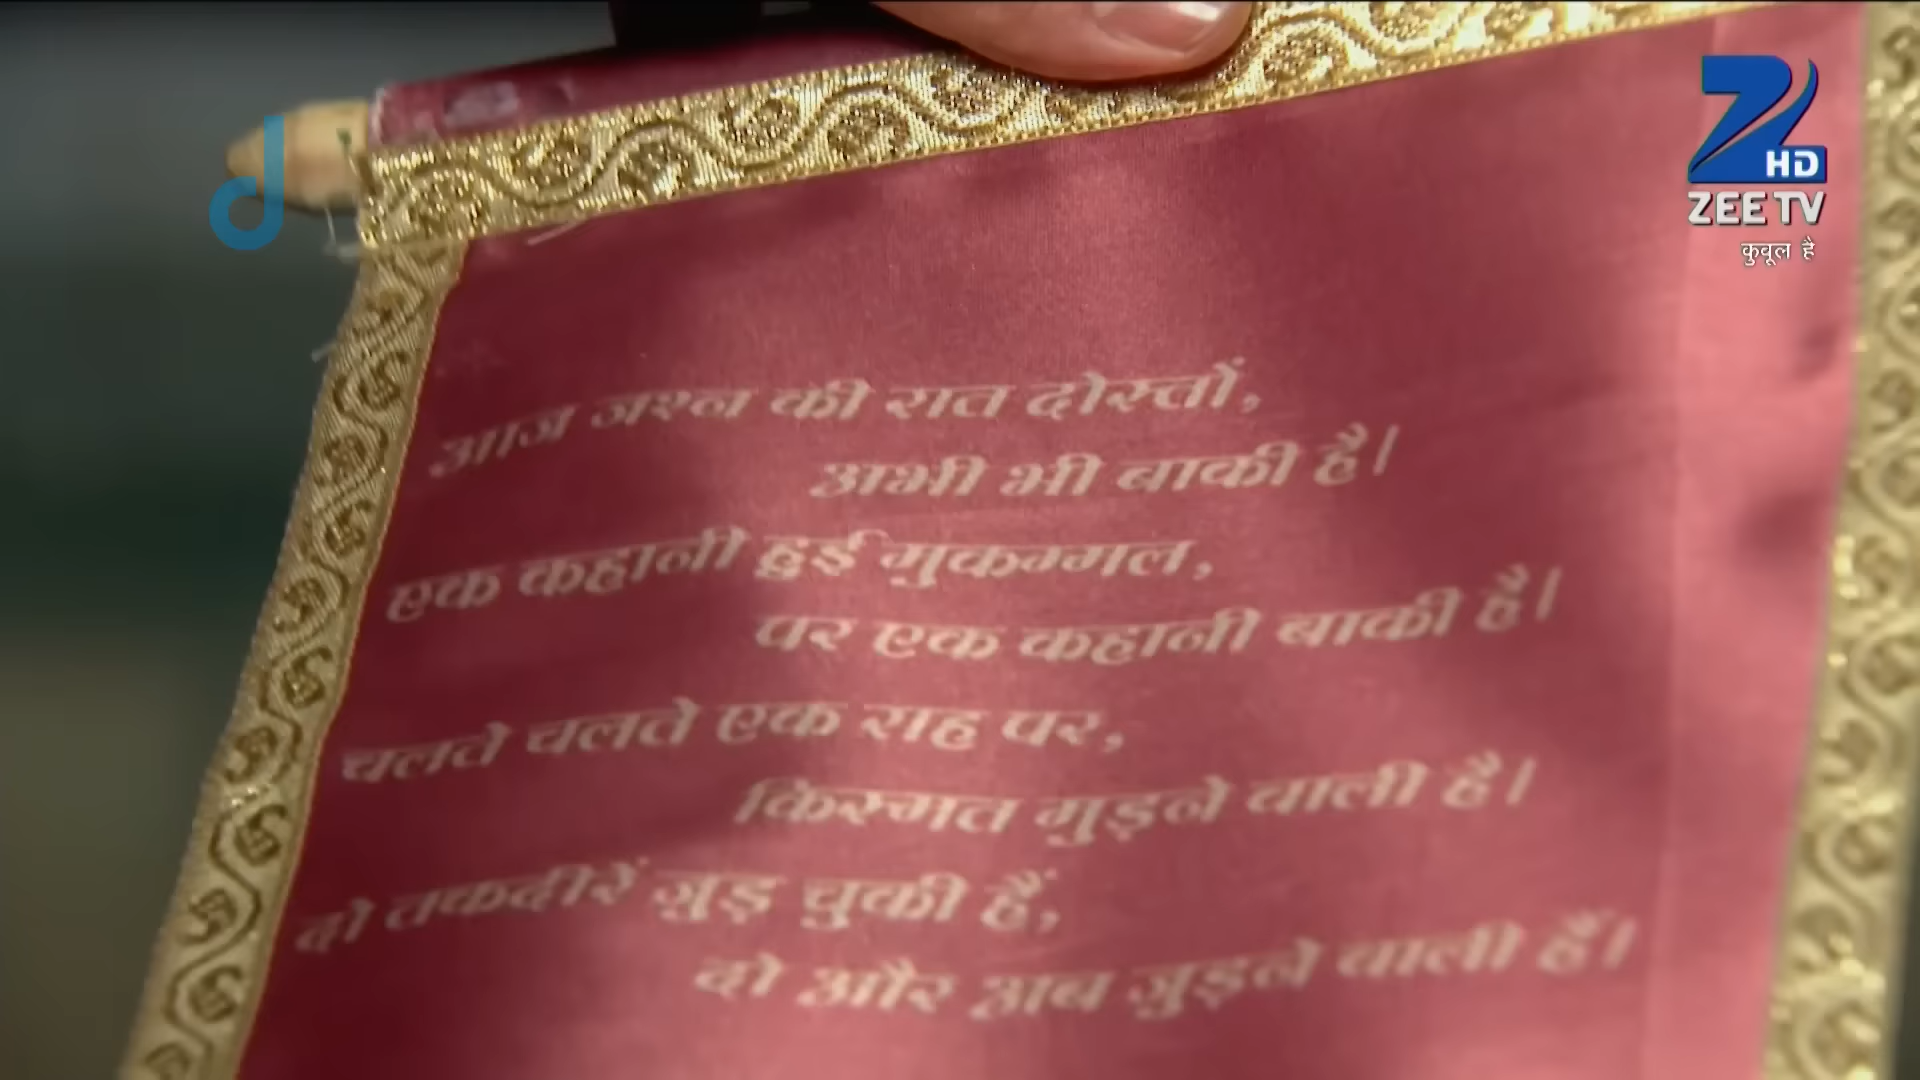 HD
ZEE TV
कुबूल है
आज जश्न की रात दोस्तों,
अभी भी बाकी है।
एक कहानी हुई मुकम्मल,
पर एक कहानी बाकी है।
चलते चलते एक राह पर,
किस्मत मुड़ने वाली है।
दो तकदीरें जुड़ चुकी हैं,
दो और अब जुड़ने वाली हैं।